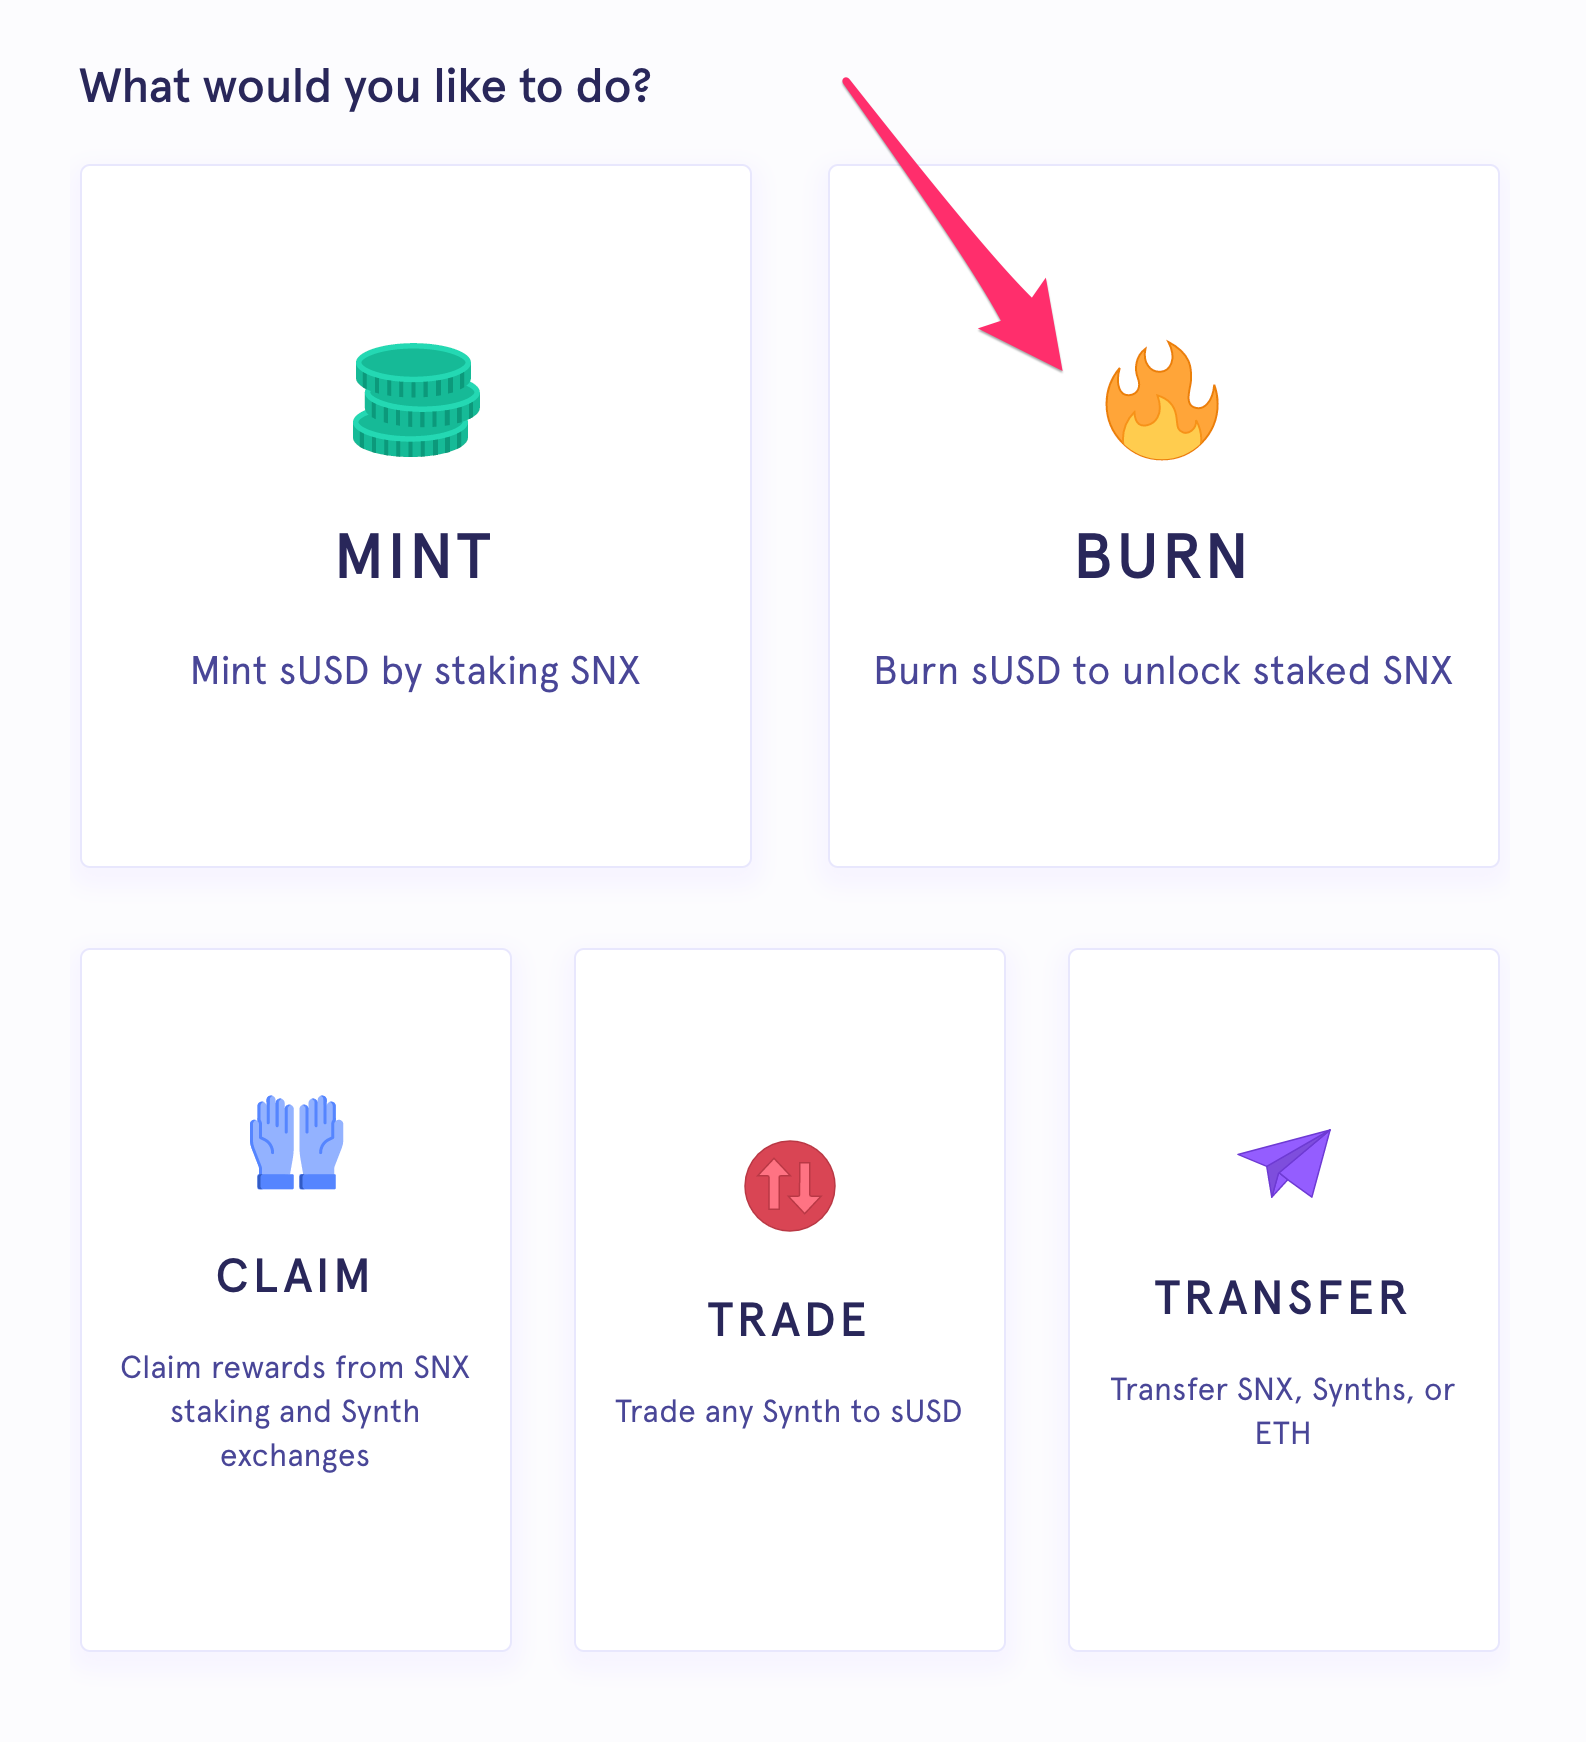 What would you like to do?
MINT
Mint sUSD by staking SNX
BURN
Burn sUSD to unlock staked SNX
CLAIM
Claim rewards from SNX
staking and Synth
exchanges
TRADE
Trade any Synth to sUSD
TRANSFER
Transfer SNX, Synths, or
ETH